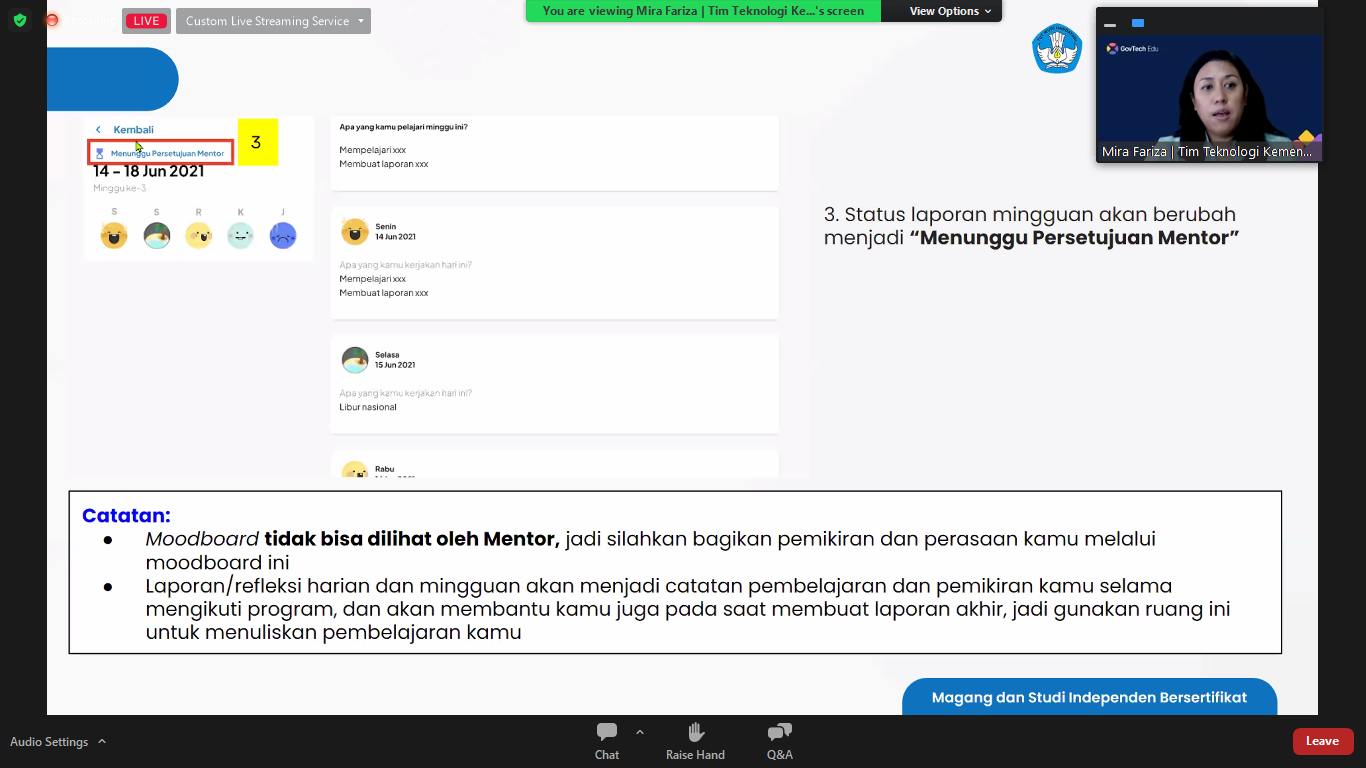 Recording
LIVE
Custom Live Streaming Service
You are viewing Mira Fariza | Tim Teknologi Ke...'s screen
View Options
GovTech Edu
Mira Fariza | Tim Teknologi Kemen...
Kembali
Menunggu Persetujuan Mentor
3
14 – 18 Jun 2021
Minggu ke-3
S S R K J
Apa yang kamu pelajari minggu ini?
Mempelajari xxx
Membuat laporan xxx
Senin
14 Jun 2021
Apa yang kamu kerjakan hari ini?
Mempelajari xxx
Membuat laporan xxx
Selasa
15 Jun 2021
Apa yang kamu kerjakan hari ini?
Libur nasional
Rabu
3. Status laporan mingguan akan berubah
menjadi “Menunggu Persetujuan Mentor”
Catatan:
● Moodboard tidak bisa dilihat oleh Mentor, jadi silahkan bagikan pemikiran dan perasaan kamu melalui
moodboard ini
● Laporan/refleksi harian dan mingguan akan menjadi catatan pembelajaran dan pemikiran kamu selama
mengikuti program, dan akan membantu kamu juga pada saat membuat laporan akhir, jadi gunakan ruang ini
untuk menuliskan pembelajaran kamu
Magang dan Studi Independen Bersertifikat
Audio Settings
Chat
Raise Hand
Q&A
Leave